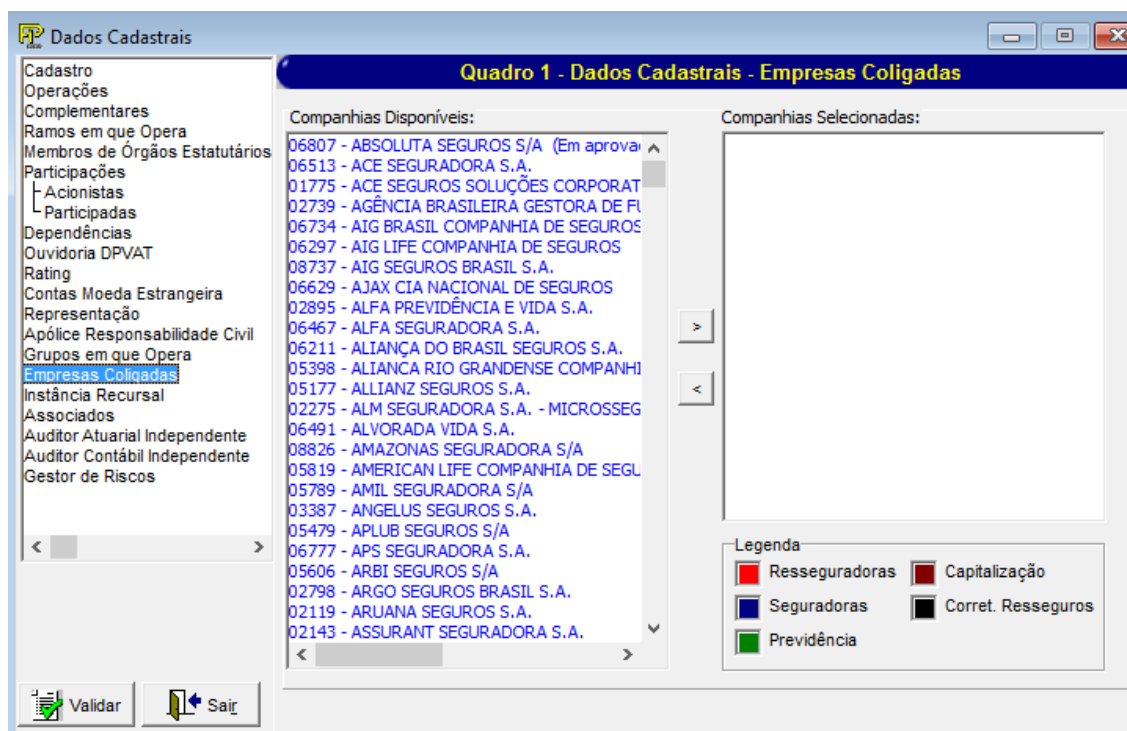 Dados Cadastrais
Cadastro
Operações
Complementares
Ramos em que Opera
Membros de Órgãos Estatutários
Participações
Acionistas
Participadas
Dependências
Ouvidoria DPVAT
Rating
Contas Moeda Estrangeira
Representação
Apólice Responsabilidade Civil
Grupos em que Opera
Empresas Coligadas
Instância Recursal
Associados
Auditor Atuarial Independente
Auditor Contábil Independente
Gestor de Riscos
Validar
Sair
Quadro 1 - Dados Cadastrais - Empresas Coligadas
Companhias Disponíveis:
06807 - ABSOLUTA SEGUROS S/A (Em aprova
06513 - ACE SEGURADORA S.A.
01775 - ACE SEGUROS SOLUÇÕES CORPORAT
02739 - AGÊNCIA BRASILEIRA GESTORA DE FU
06734 - AIG BRASIL COMPANHIA DE SEGUROS
06297 - AIG LIFE COMPANHIA DE SEGUROS
08737 - AIG SEGUROS BRASIL S.A.
06629 - AJAX CIA NACIONAL DE SEGUROS
02895 - ALFA PREVIDÊNCIA E VIDA S.A.
06467 - ALFA SEGURADORA S.A.
06211 - ALIANÇA DO BRASIL SEGUROS S.A.
05398 - ALIANCA RIO GRANDENSE COMPANHI
05177 - ALLIANZ SEGUROS S.A.
02275 - ALM SEGURADORA S.A. - MICROSSEG
06491 - ALVORADA VIDA S.A.
08826 - AMAZONAS SEGURADORA S/A
05819 - AMERICAN LIFE COMPANHIA DE SEGU
05789 - AMIL SEGURADORA S/A
03387 - ANGELUS SEGUROS S.A.
05479 - APLUB SEGUROS S/A
06777 - APS SEGURADORA S.A.
05606 - ARBI SEGUROS S/A
02798 - ARGO SEGUROS BRASIL S.A.
02119 - ARUANA SEGUROS S.A.
02143 - ASSURANT SEGURADORA S.A.
>
<
Companhias Selecionadas:
Legenda
Resseguradoras
Capitalização
Seguradoras
Corret. Resseguros
Previdência